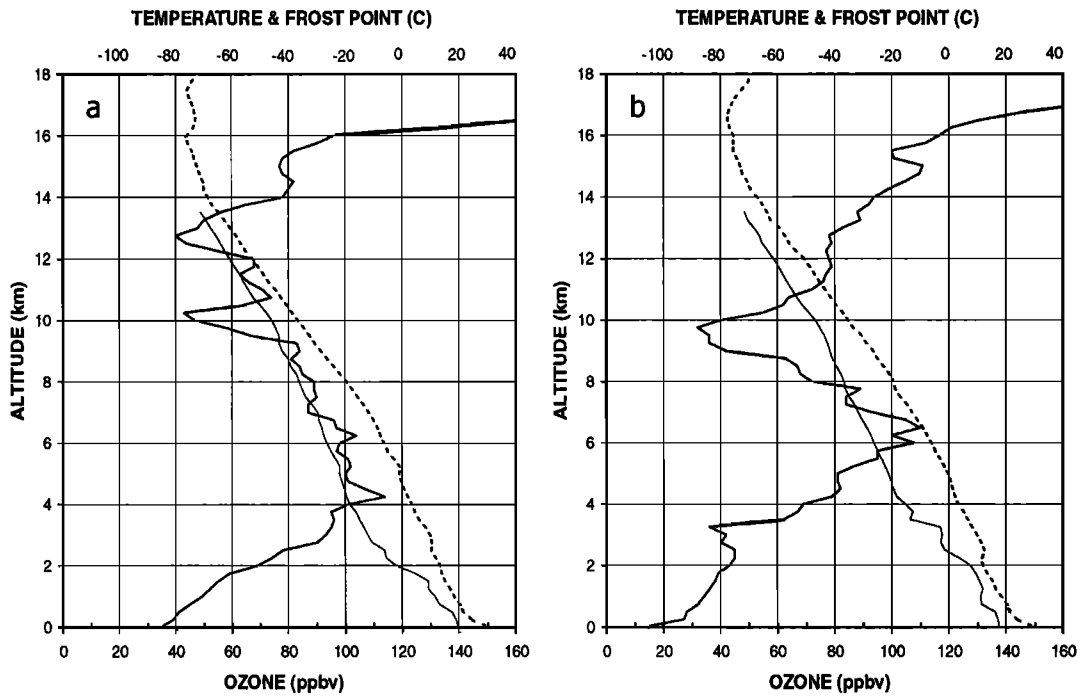 TEMPERATURE & FROST POINT (C)
-100 -80 -60 -40 -20 0 20 40
18
16
14
12
10
8
6
4
2
0
ALTITUDE (km)
a
0 20 40 60 80 100 120 140 160
OZONE (ppbv)
TEMPERATURE & FROST POINT (C)
-100 -80 -60 -40 -20 0 20 40
18
16
14
12
10
8
6
4
2
0
ALTITUDE (km)
b
0 20 40 60 80 100 120 140 160
OZONE (ppbv)